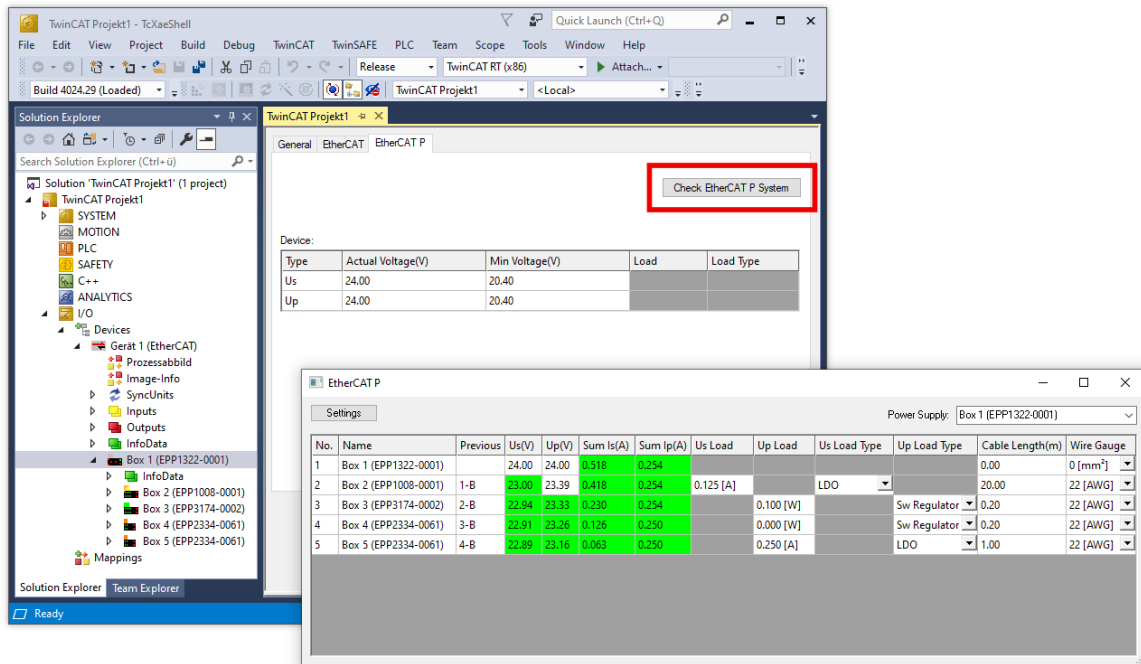 TwinCAT Projekt1 - TcXaeShell
Quick Launch (Ctrl+Q)
File Edit View Project Build Debug TwinCAT TwinSAFE PLC Team Scope Tools Window Help
Release TwinCAT RT (x86) Attach...
Build 4024.29 (Loaded) TwinCAT Projekt1 <Local>
Solution Explorer
Search Solution Explorer (Ctrl+ü)
Solution 'TwinCAT Projekt1' (1 project)
TwinCAT Projekt1
SYSTEM
MOTION
PLC
SAFETY
C++
ANALYTICS
I/O
Devices
Gerät 1 (EtherCAT)
Prozessabbild
Image-Info
SyncUnits
Inputs
Outputs
InfoData
Box 1 (EPP1322-0001)
InfoData
Box 2 (EPP1008-0001)
Box 3 (EPP3174-0002)
Box 4 (EPP2334-0061)
Box 5 (EPP2334-0061)
Mappings
Solution Explorer Team Explorer
Ready
TwinCAT Projekt1
General EtherCAT EtherCAT P
Check EtherCAT P System
Device:
Type Actual Voltage(V) Min Voltage(V) Load Load Type
Us 24.00 20.40
Up 24.00 20.40
EtherCAT P
Settings Power Supply: Box 1 (EPP1322-0001)
No. Name Previous Us(V) Up(V) Sum Is(A) Sum Ip(A) Us Load Up Load Us Load Type Up Load Type Cable Length(m) Wire Gauge
1 Box 1 (EPP1322-0001) 24.00 24.00 0.518 0.254 0.00 0 [mm²]
2 Box 2 (EPP1008-0001) 1-B 23.00 23.39 0.418 0.254 0.125 [A] LDO 20.00 22 [AWG]
3 Box 3 (EPP3174-0002) 2-B 22.94 23.33 0.230 0.254 0.100 [W] Sw Regulator 0.20 22 [AWG]
4 Box 4 (EPP2334-0061) 3-B 22.91 23.26 0.126 0.250 0.000 [W] Sw Regulator 0.20 22 [AWG]
5 Box 5 (EPP2334-0061) 4-B 22.89 23.16 0.063 0.250 0.250 [A] LDO 1.00 22 [AWG]